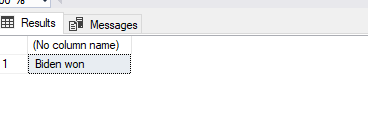 Results Messages
(No column name)
1 Biden won